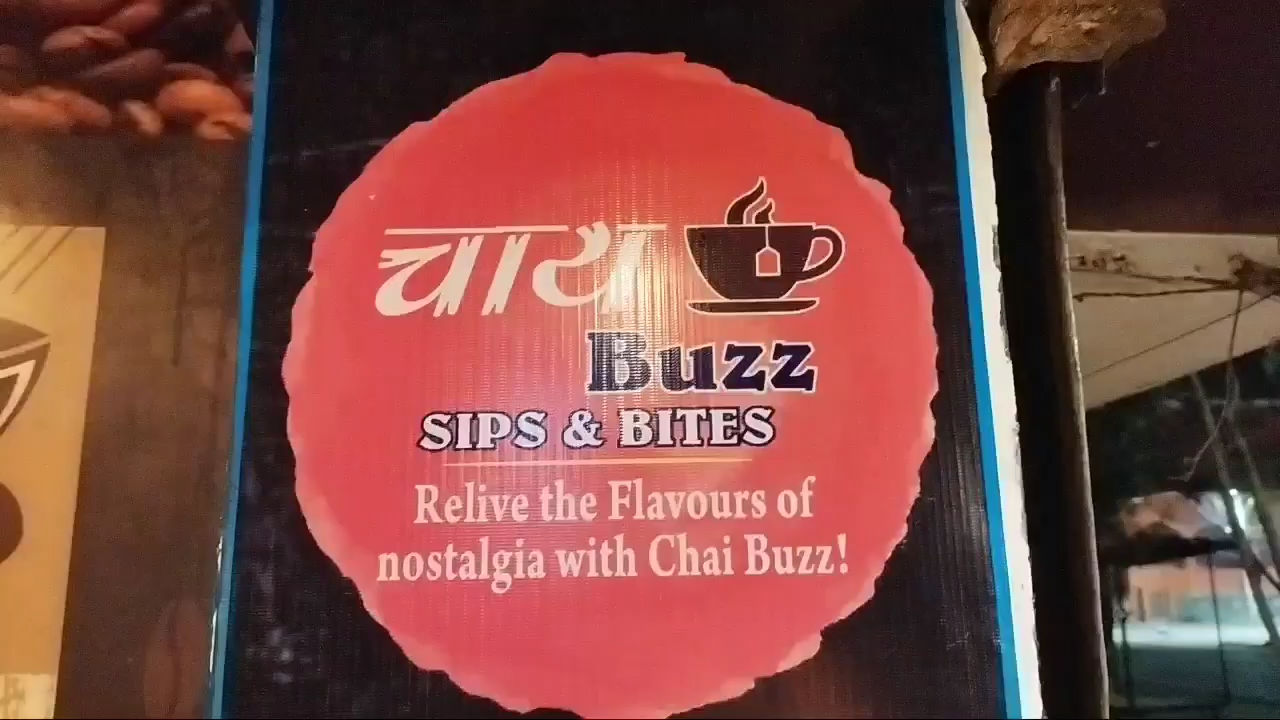 चाय
Buzz
SIPS & BITES
Relive the Flavours of
nostalgia with Chai Buzz!